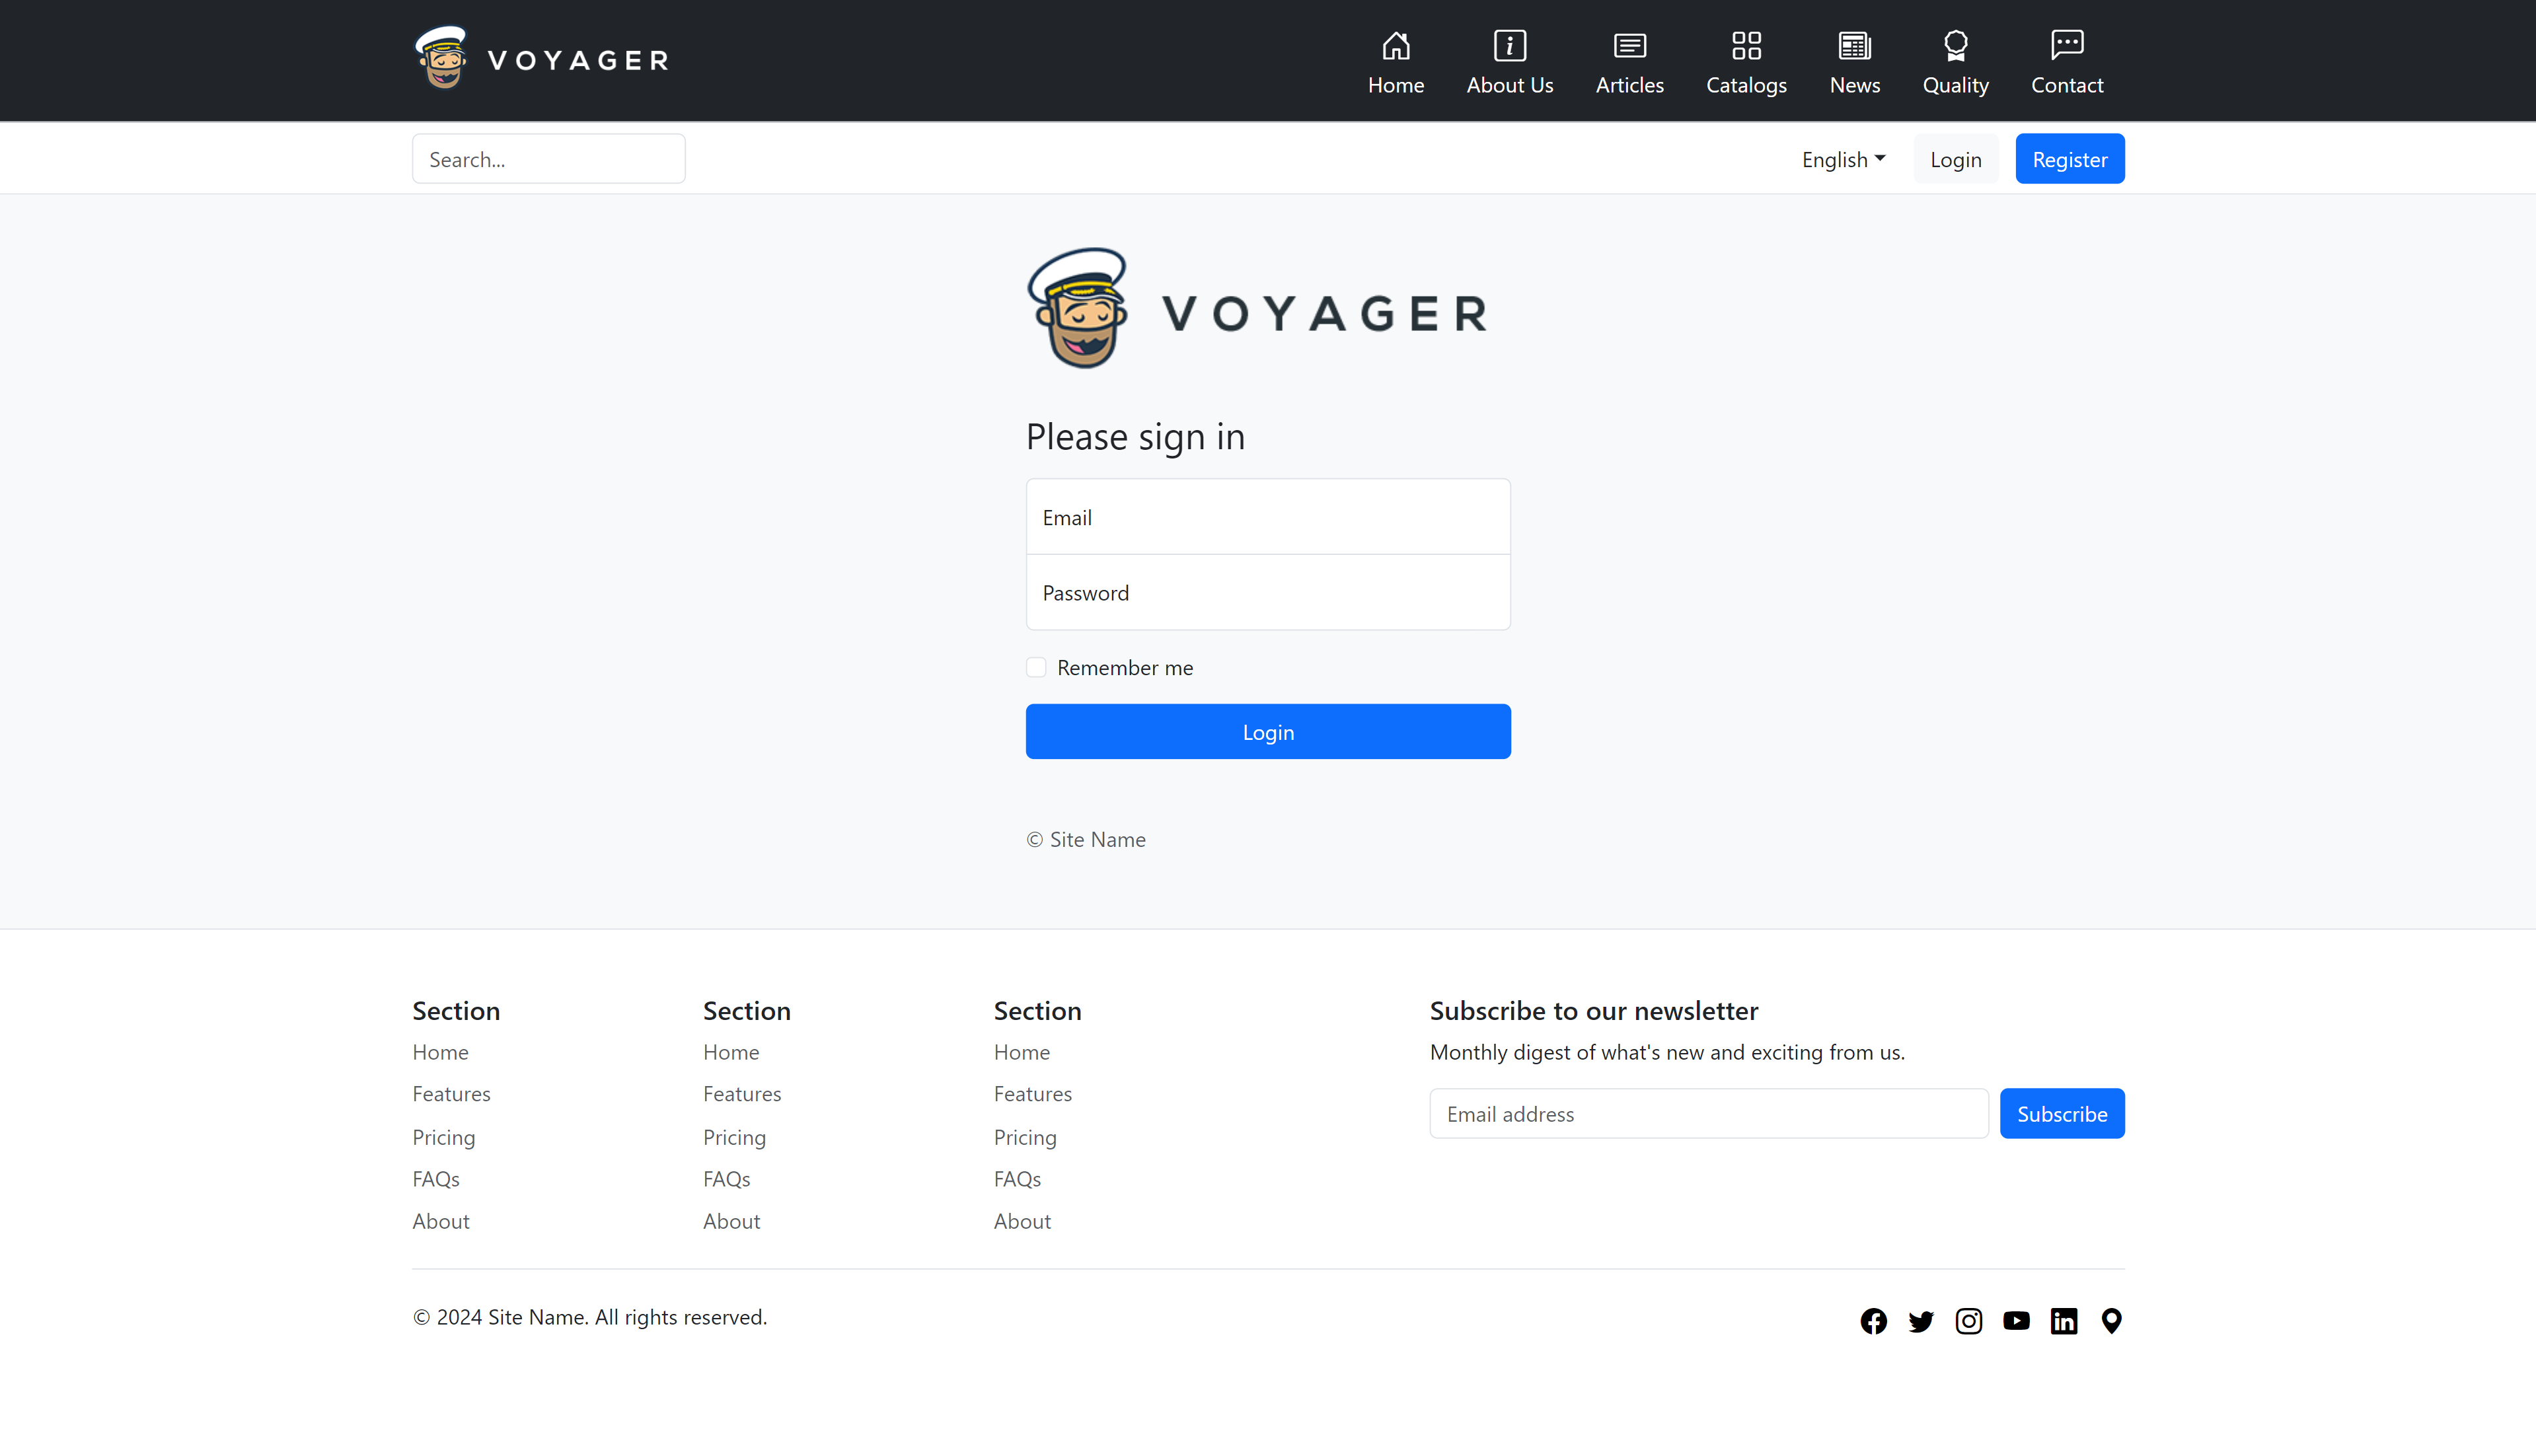 VOYAGER
Home About Us Articles Catalogs News Quality Contact
Search... English Login Register
VOYAGER
Please sign in
Email
Password
Remember me
Login
© Site Name
Section Section Section Subscribe to our newsletter
Home Home Home Monthly digest of what's new and exciting from us.
Features Features Features
Email address Subscribe
Pricing Pricing Pricing
FAQs FAQs FAQs
About About About
© 2024 Site Name. All rights reserved.